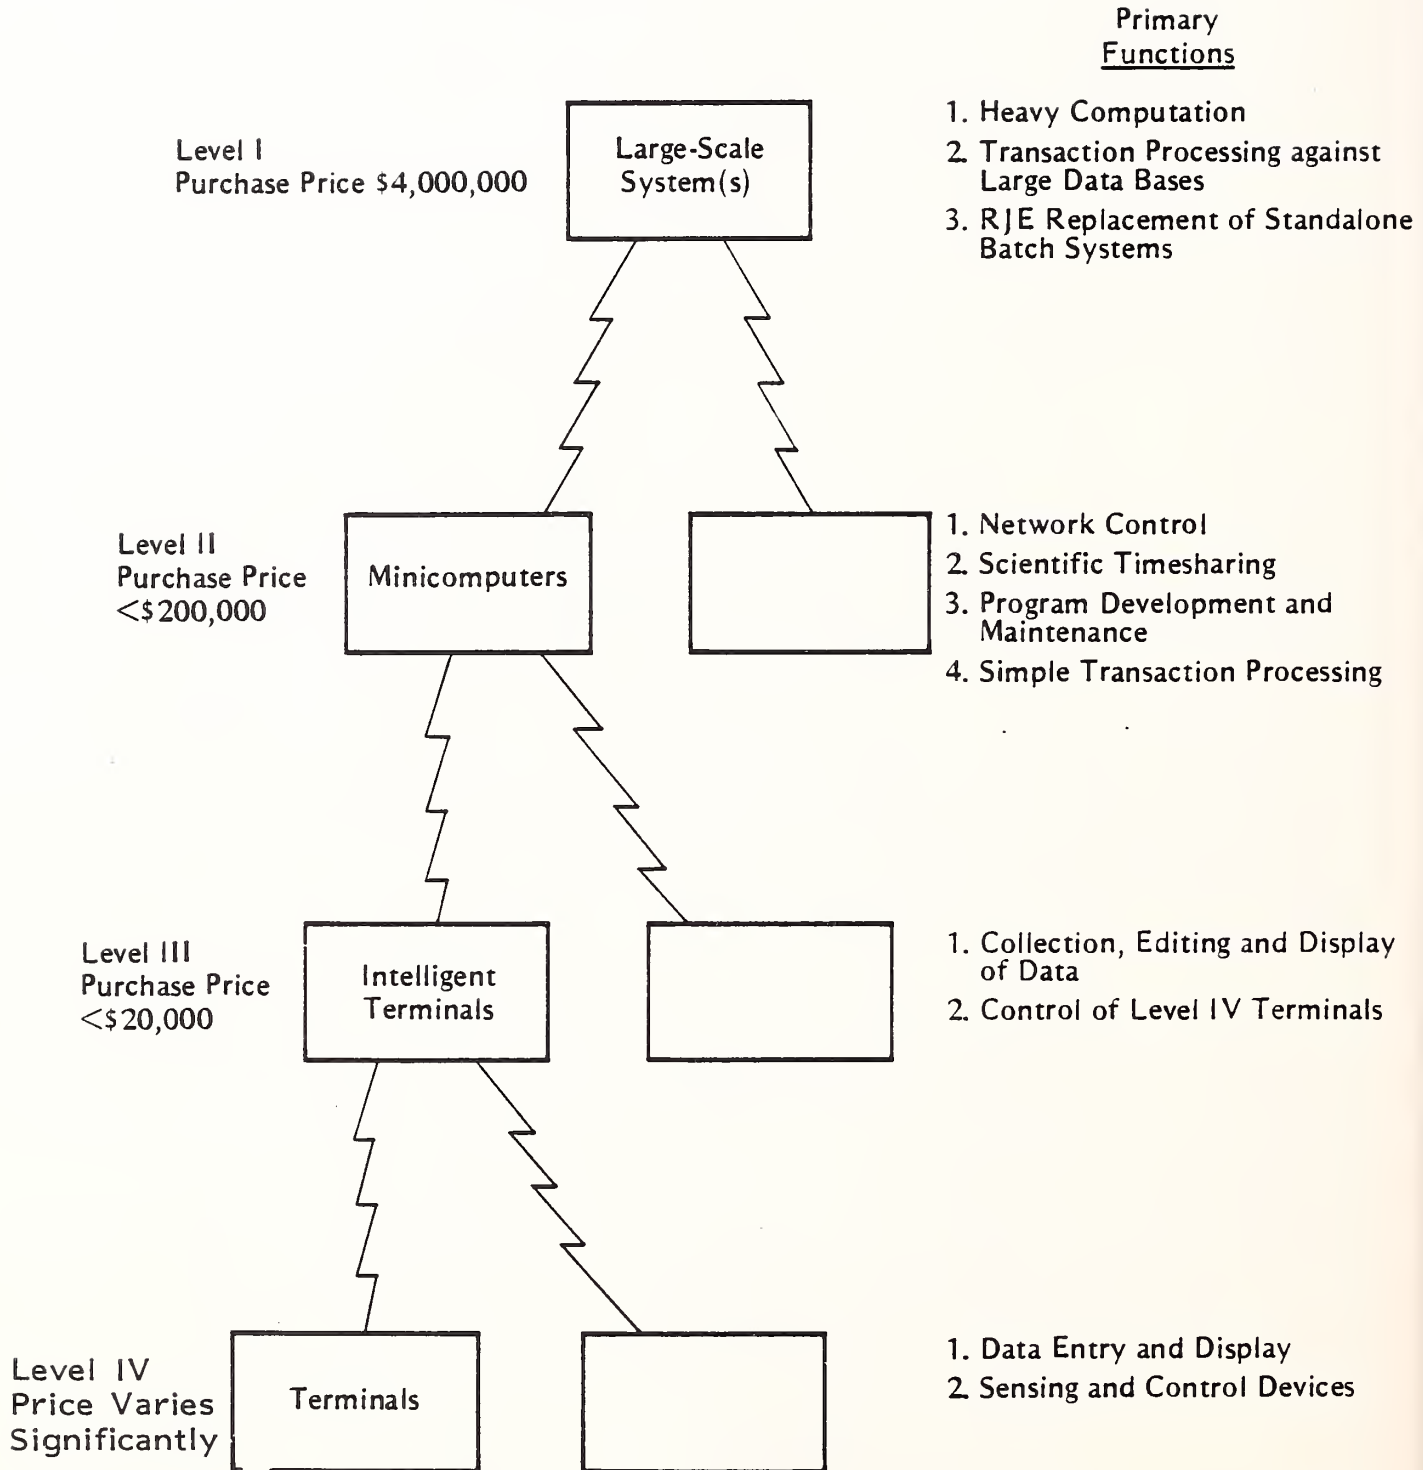 Primary
Functions
Level I
Purchase Price $4,000,000
Large-Scale
System(s)
1. Heavy Computation
2. Transaction Processing against
Large Data Bases
3. RJE Replacement of Standalone
Batch Systems
Level II
Purchase Price
<$200,000
Minicomputers
1. Network Control
2. Scientific Timesharing
3. Program Development and
Maintenance
4. Simple Transaction Processing
Level III
Purchase Price
<$20,000
Intelligent
Terminals
1. Collection, Editing and Display
of Data
2. Control of Level IV Terminals
Level IV
Price Varies
Significantly
Terminals
1. Data Entry and Display
2. Sensing and Control Devices